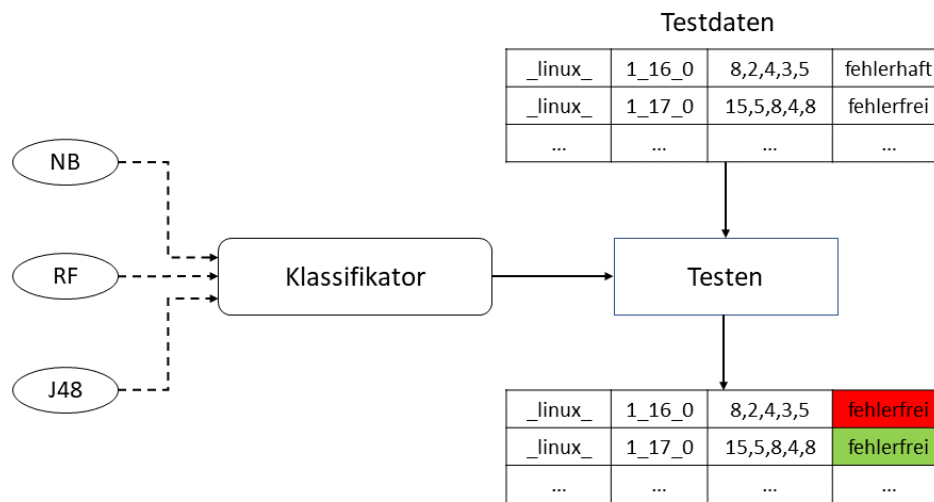 Testdaten
_linux_ 1_16_0 8,2,4,3,5 fehlerhaft
_linux_ 1_17_0 15,5,8,4,8 fehlerfrei
... ... ... ...
NB
RF
J48
Klassifikator
Testen
_linux_ 1_16_0 8,2,4,3,5 fehlerfrei
_linux_ 1_17_0 15,5,8,4,8 fehlerfrei
... ... ... ...